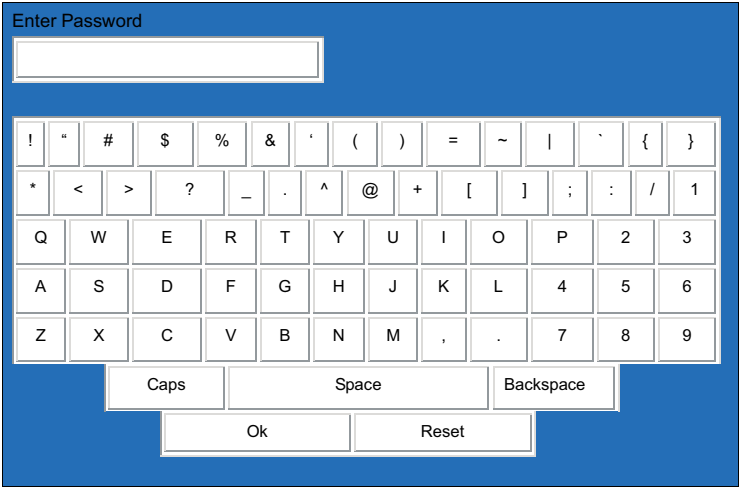 Enter Password
! “ # $ % & ‘ ( ) = ~ | ` { }
* < > ? _ . ^ @ + [ ] ; : / 1
Q W E R T Y U I O P 2 3
A S D F G H J K L 4 5 6
Z X C V B N M , . 7 8 9
Caps Space Backspace
Ok Reset